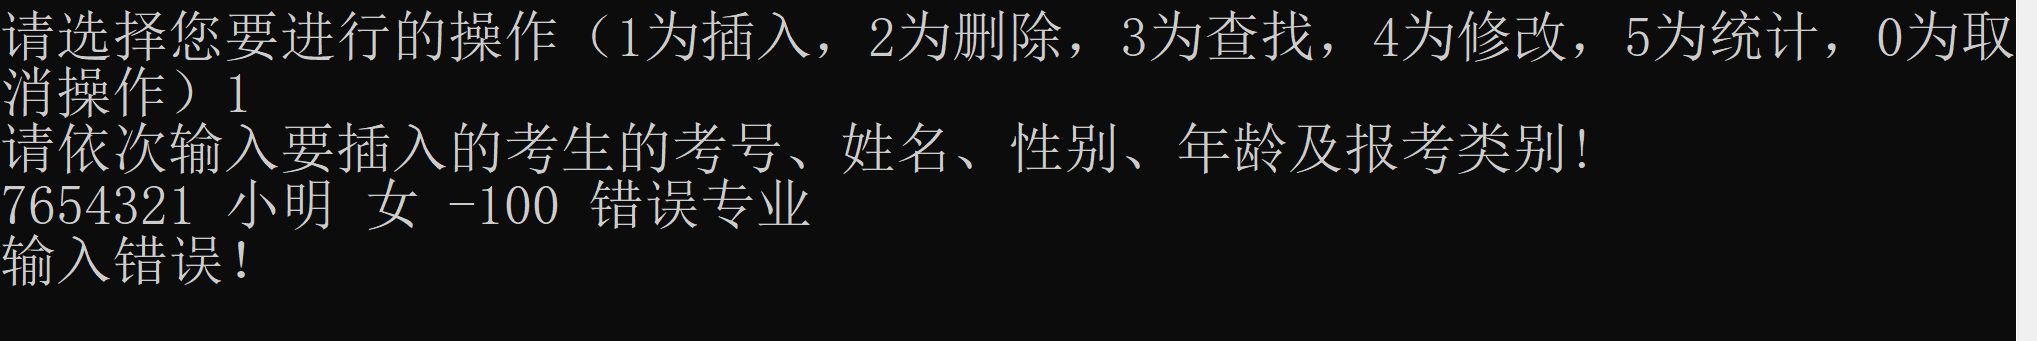 请选择您要进行的操作（1为插入，2为删除，3为查找，4为修改，5为统计，0为取
消操作）1
请依次输入要插入的考生的考号、姓名、性别、年龄及报考类别!
7654321 小明 女 -100 错误专业
输入错误！